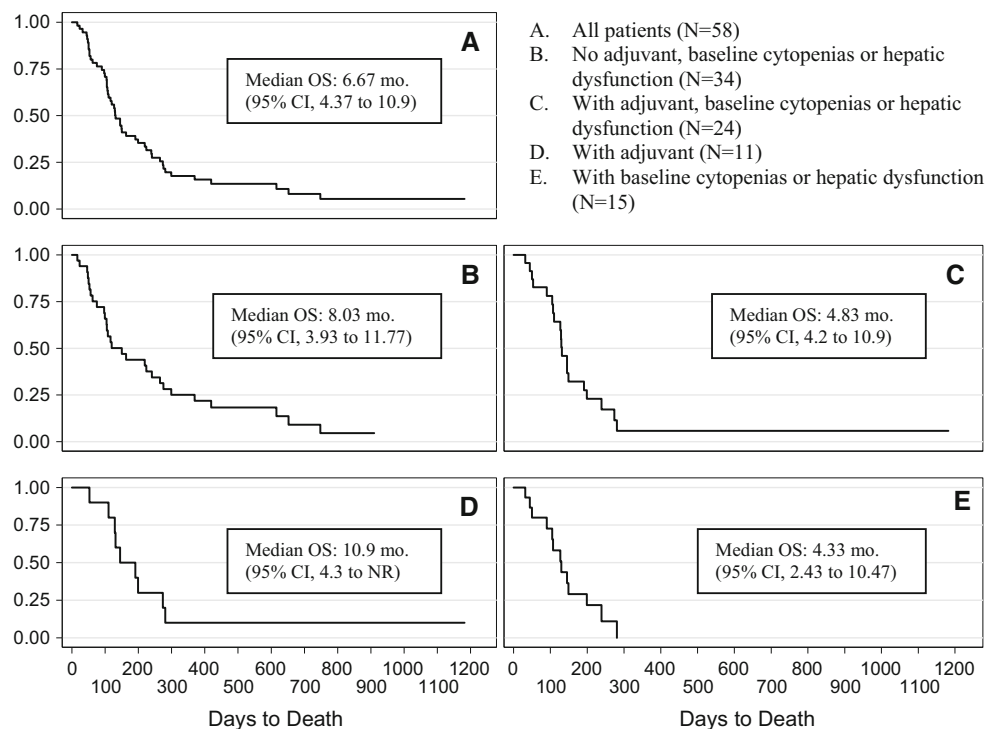 A
1.00
0.75
0.50
0.25
0.00
Median OS: 6.67 mo.
(95% CI, 4.37 to 10.9)
A. All patients (N=58)
B. No adjuvant, baseline cytopenias or hepatic
dysfunction (N=34)
C. With adjuvant, baseline cytopenias or hepatic
dysfunction (N=24)
D. With adjuvant (N=11)
E. With baseline cytopenias or hepatic dysfunction
(N=15)
B
1.00
0.75
0.50
0.25
0.00
Median OS: 8.03 mo.
(95% CI, 3.93 to 11.77)
C
Median OS: 4.83 mo.
(95% CI, 4.2 to 10.9)
D
1.00
0.75
0.50
0.25
0.00
Median OS: 10.9 mo.
(95% CI, 4.3 to NR)
0 200 400 600 800 1000 1200
100 300 500 700 900 1100
Days to Death
E
Median OS: 4.33 mo.
(95% CI, 2.43 to 10.47)
0 200 400 600 800 1000 1200
100 300 500 700 900 1100
Days to Death